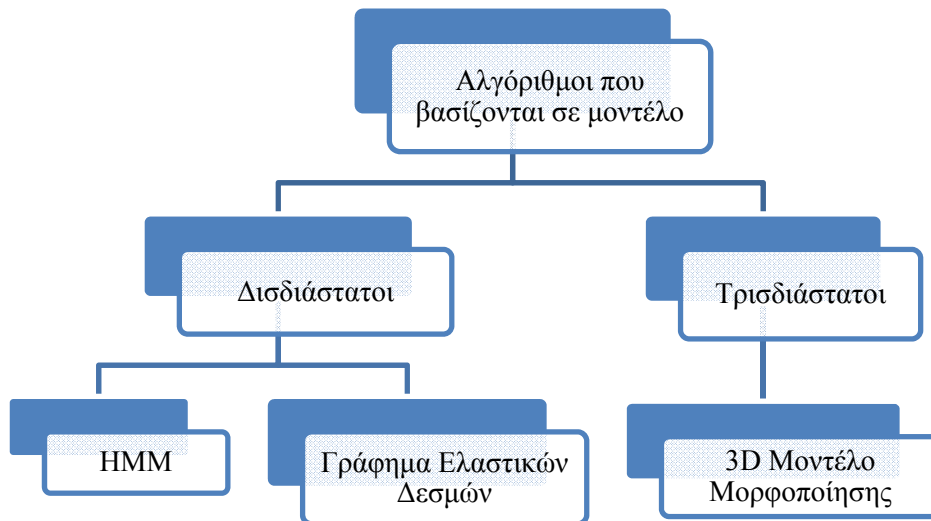 Αλγόριθμοι που
βασίζονται σε μοντέλο
Δισδιάστατοι
Τρισδιάστατοι
HMM
Γράφημα Ελαστικών
Δεσμών
3D Μοντέλο
Μορφοποίησης